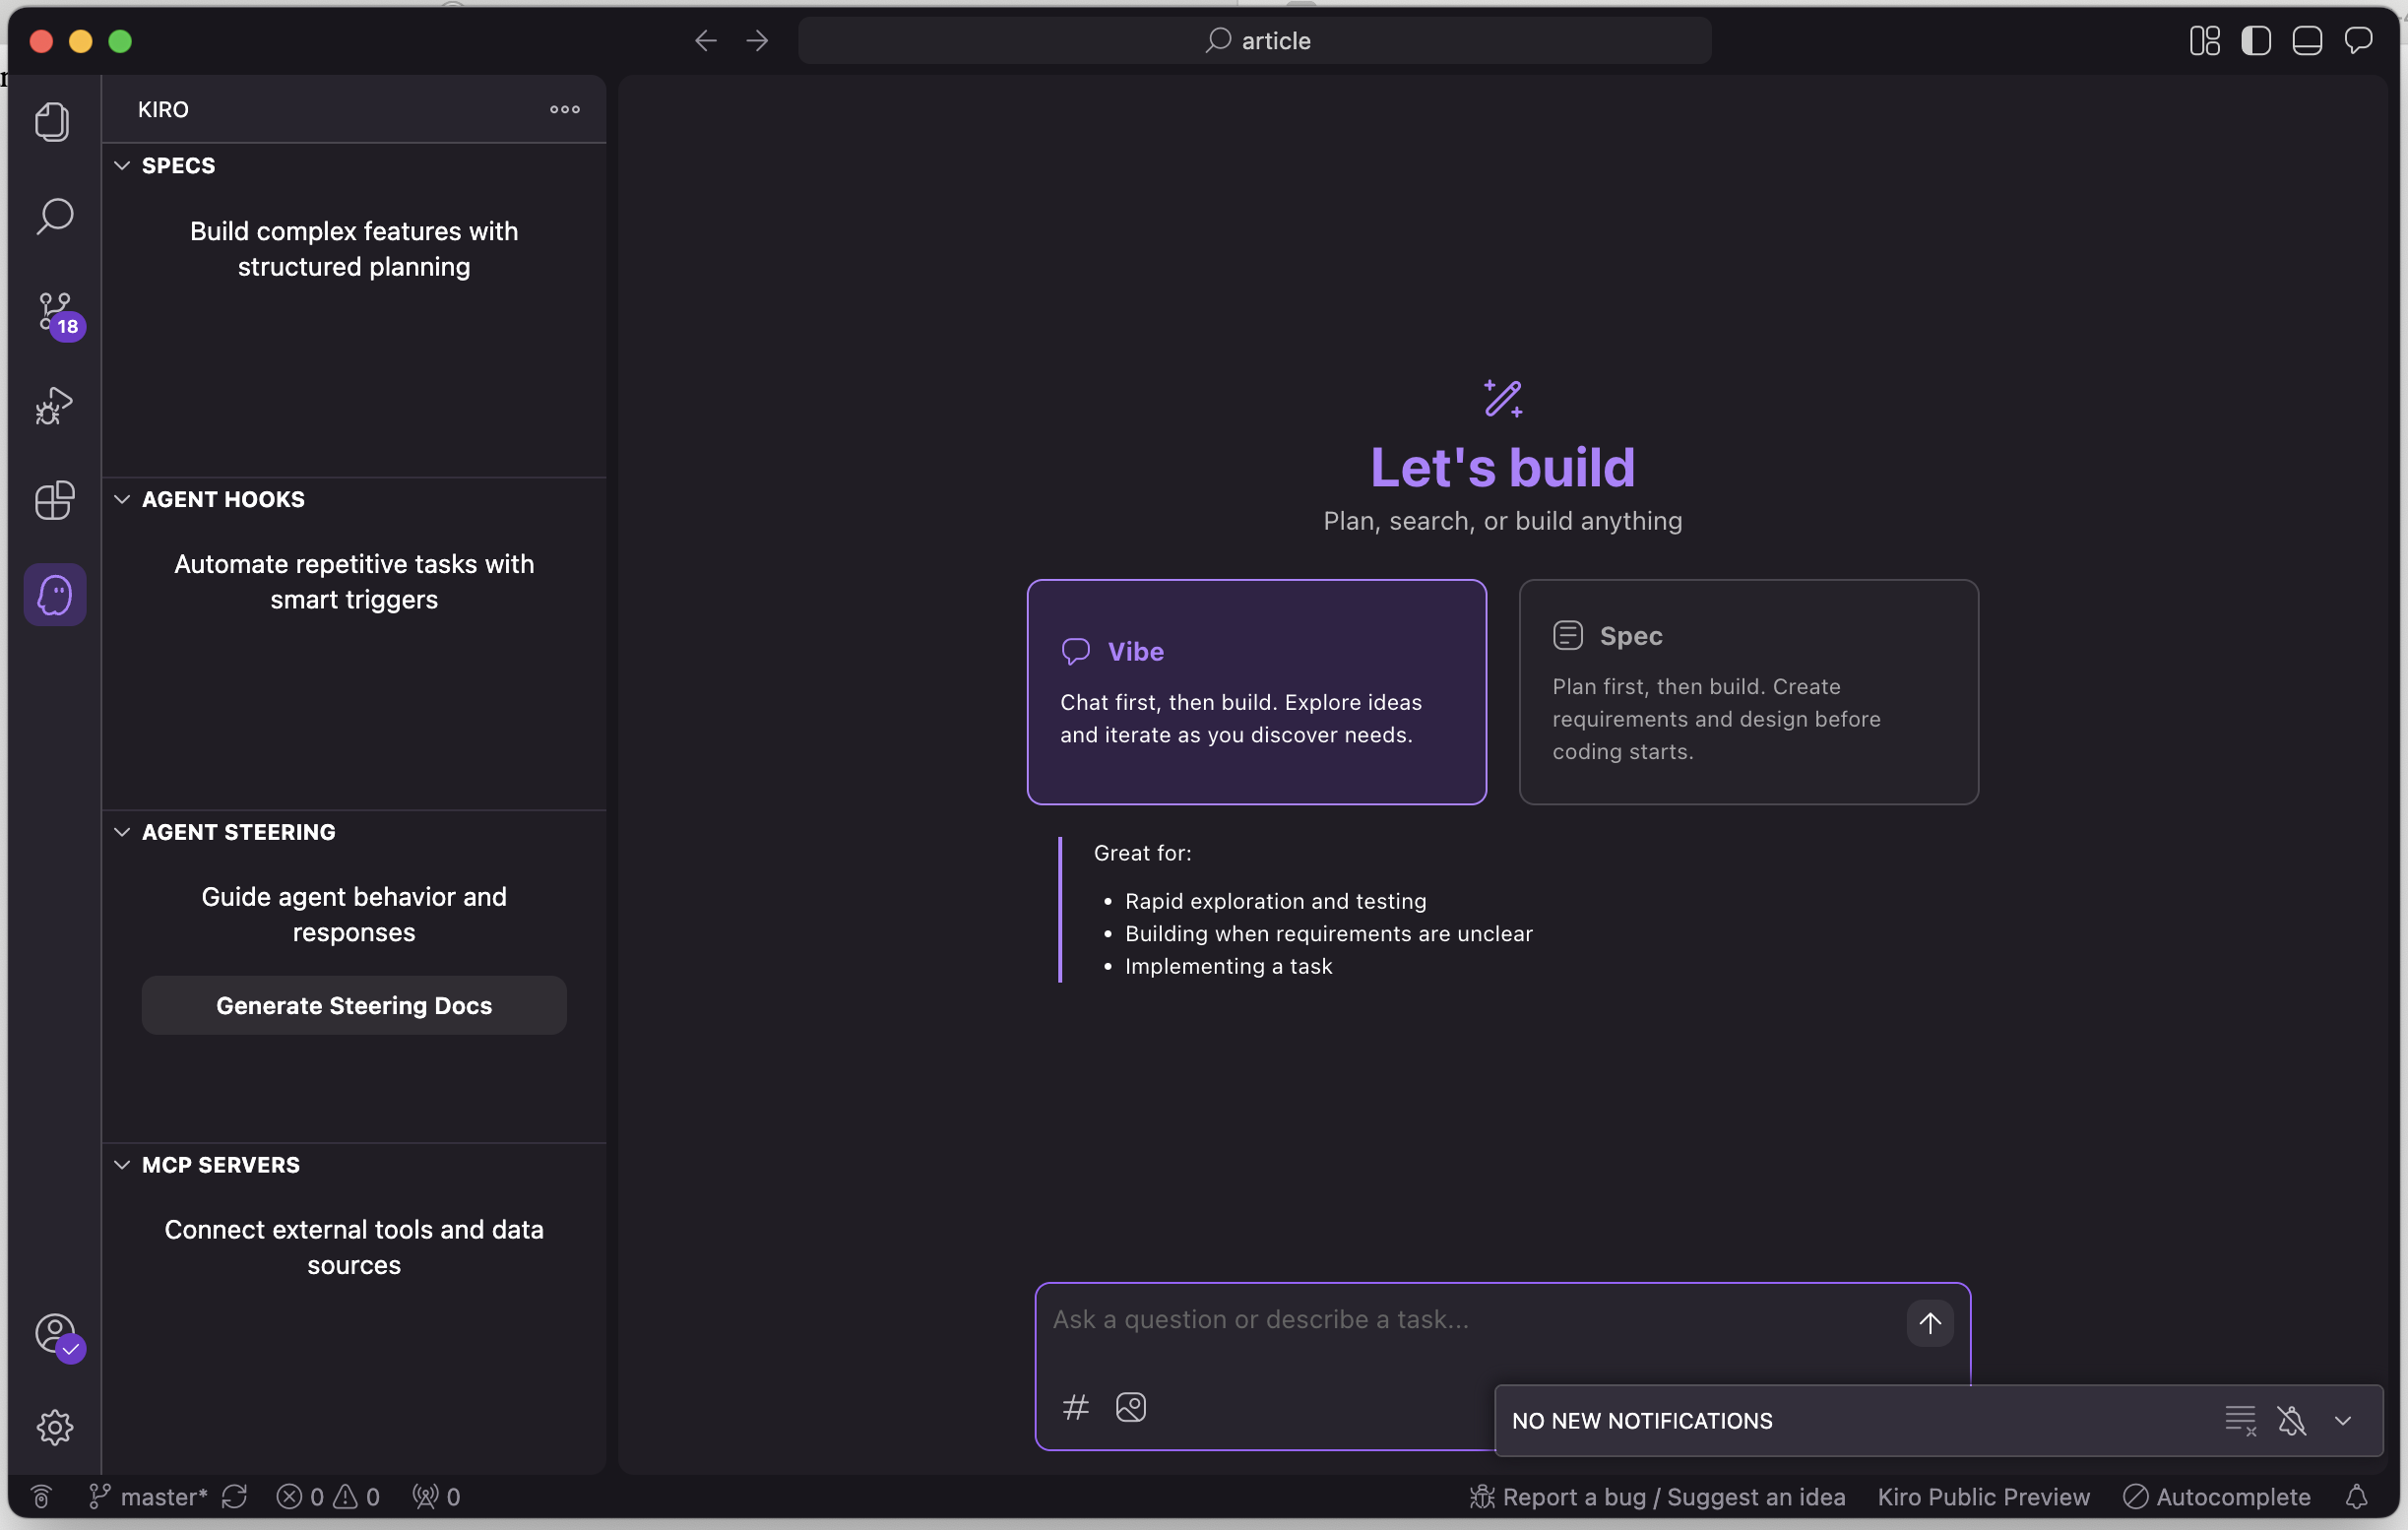 article
KIRO
SPECS
Build complex features with
structured planning
18
AGENT HOOKS
Automate repetitive tasks with
smart triggers
AGENT STEERING
Guide agent behavior and
responses
Generate Steering Docs
MCP SERVERS
Connect external tools and data
sources
Let's build
Plan, search, or build anything
Vibe
Chat first, then build. Explore ideas
and iterate as you discover needs.
Spec
Plan first, then build. Create
requirements and design before
coding starts.
Great for:
• Rapid exploration and testing
• Building when requirements are unclear
• Implementing a task
Ask a question or describe a task...
#
NO NEW NOTIFICATIONS
master* 0 0 0 Report a bug / Suggest an idea Kiro Public Preview Autocomplete